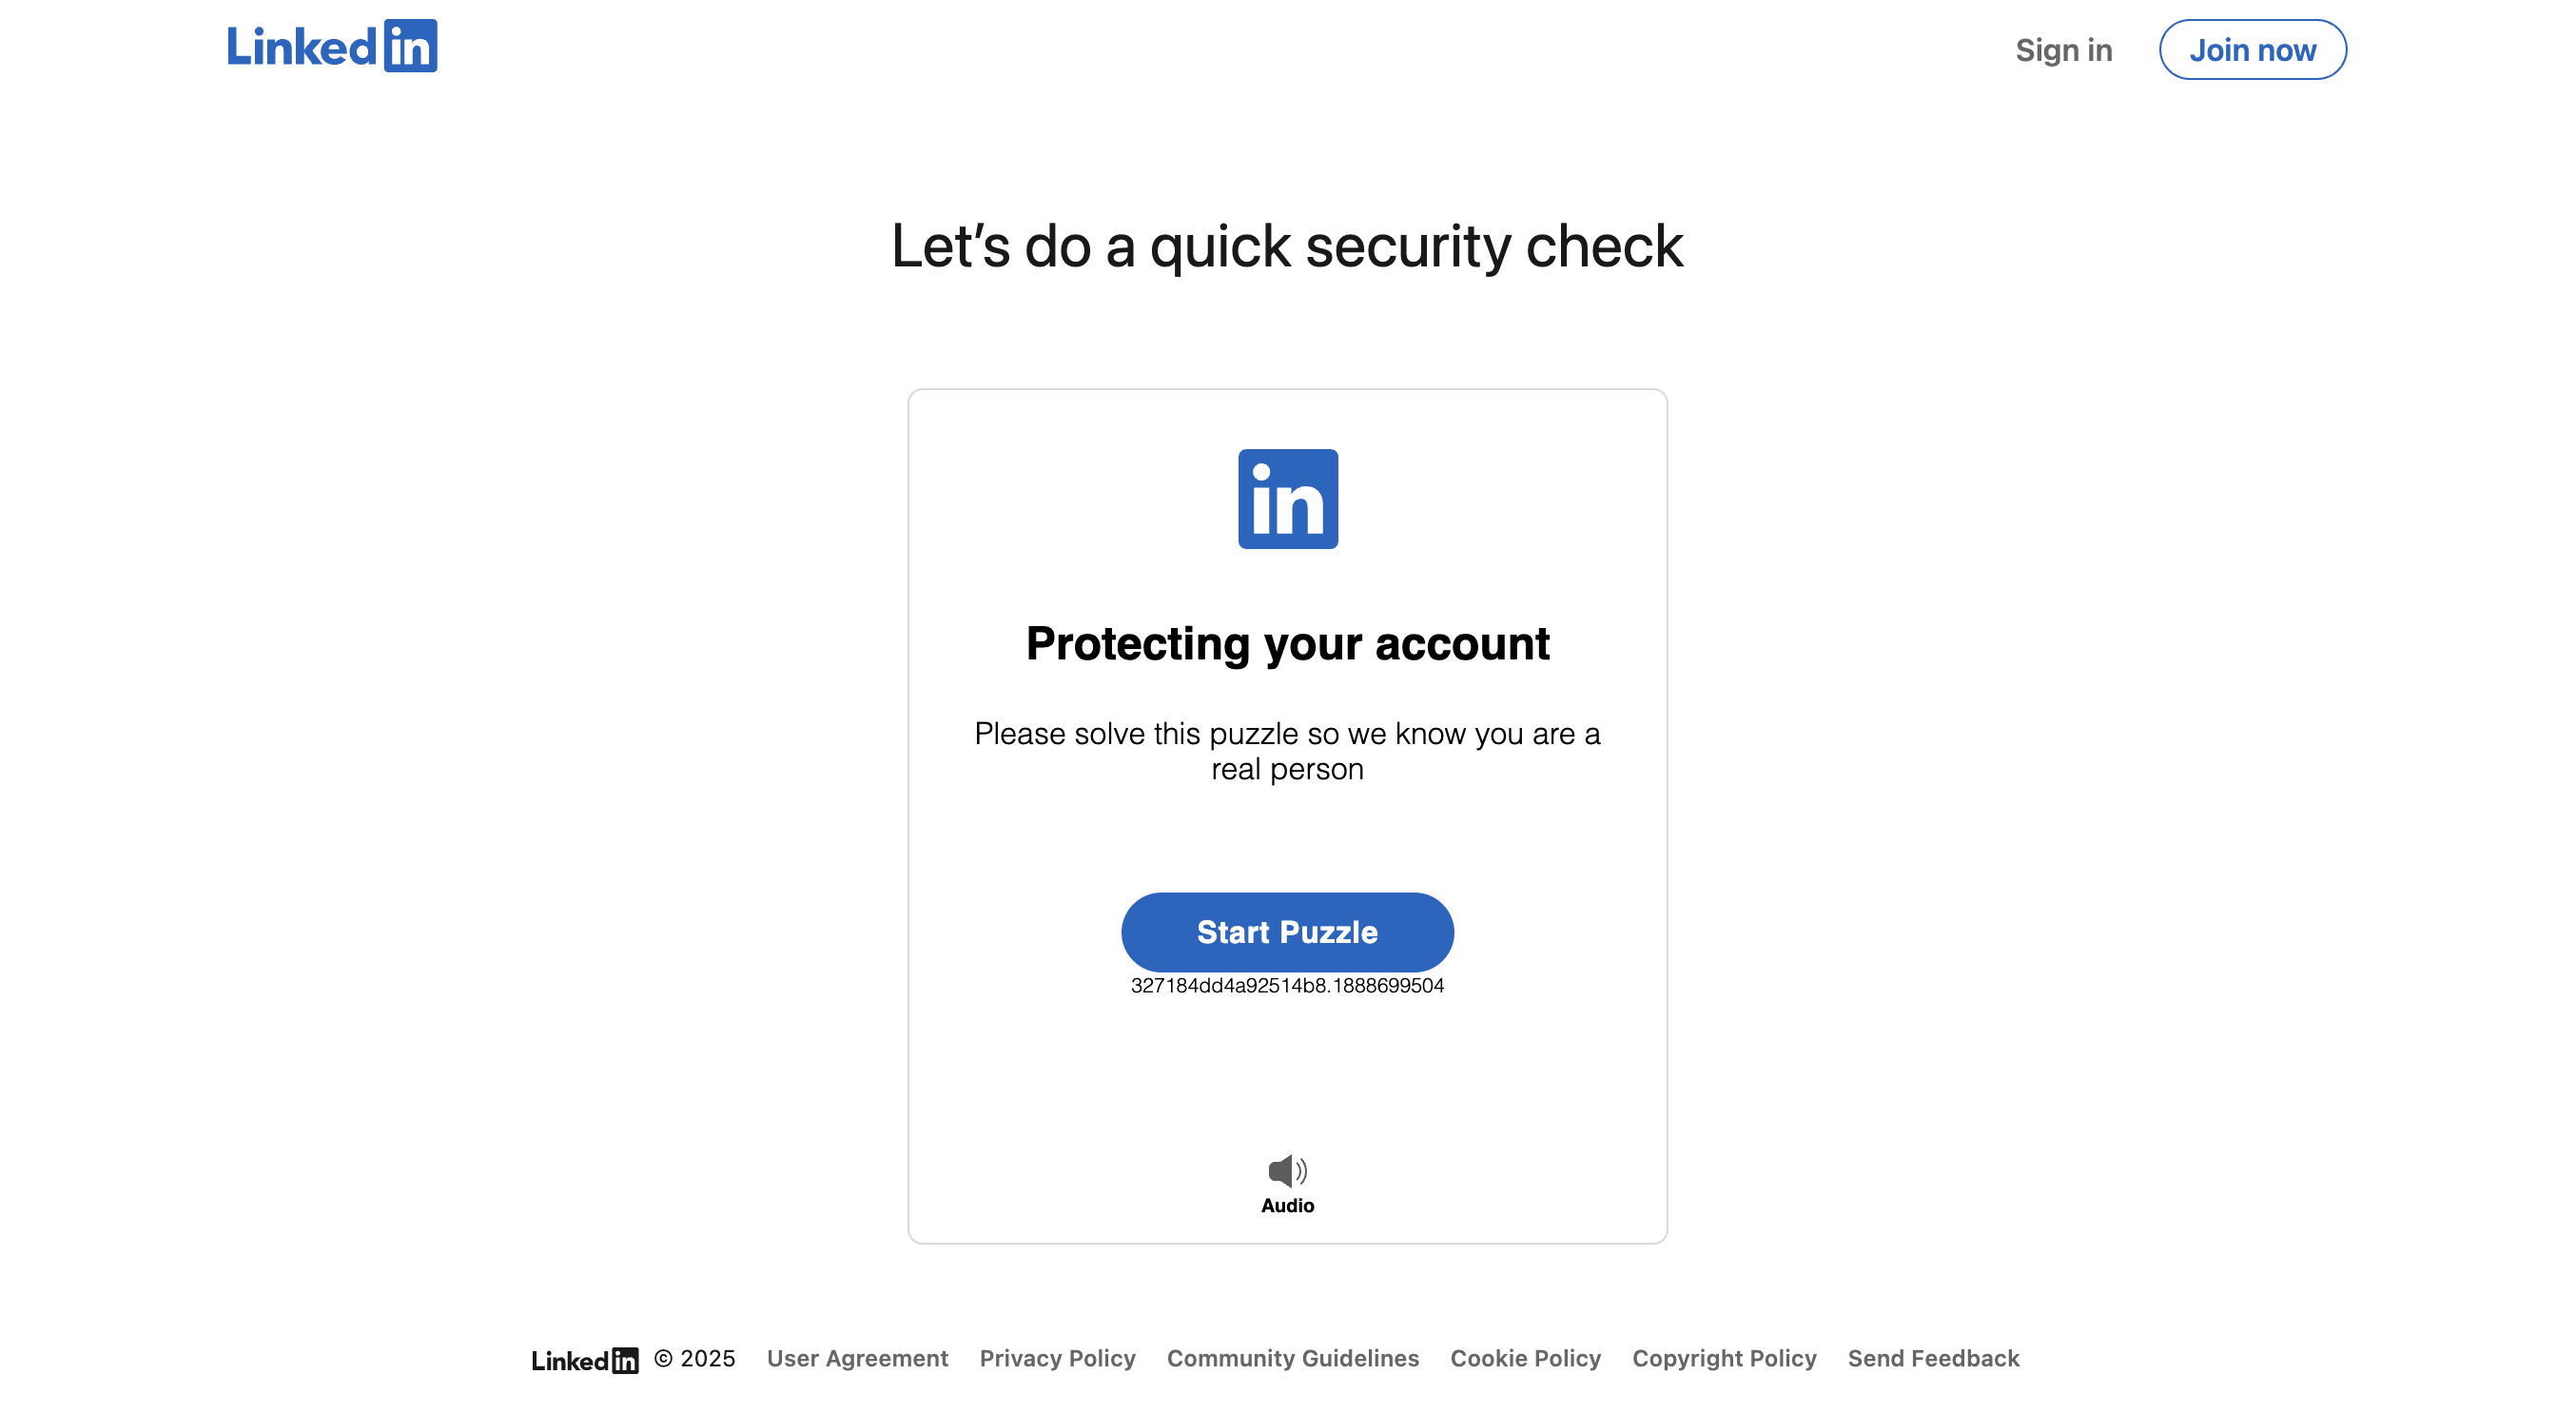 Linkedin
Sign in
Join now
Let’s do a quick security check
in
Protecting your account
Please solve this puzzle so we know you are a
real person
Start Puzzle
327184dd4a92514b8.1888699504
Audio
Linkedin © 2025 User Agreement Privacy Policy Community Guidelines Cookie Policy Copyright Policy Send Feedback